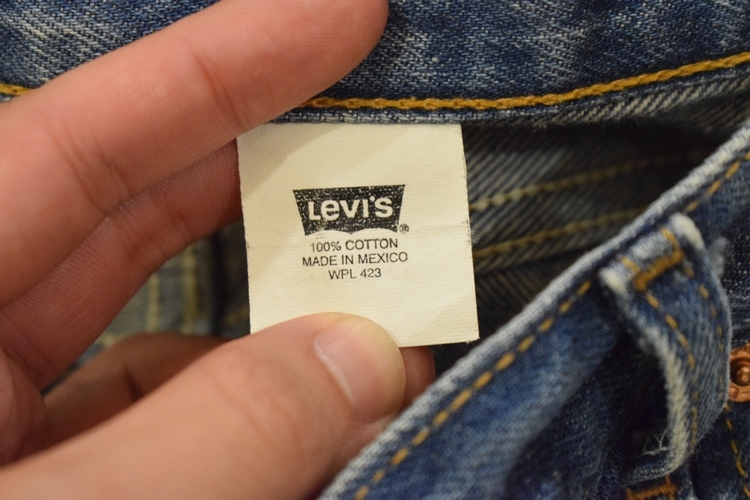 Levi's®
100% COTTON
MADE IN MEXICO
WPL 423